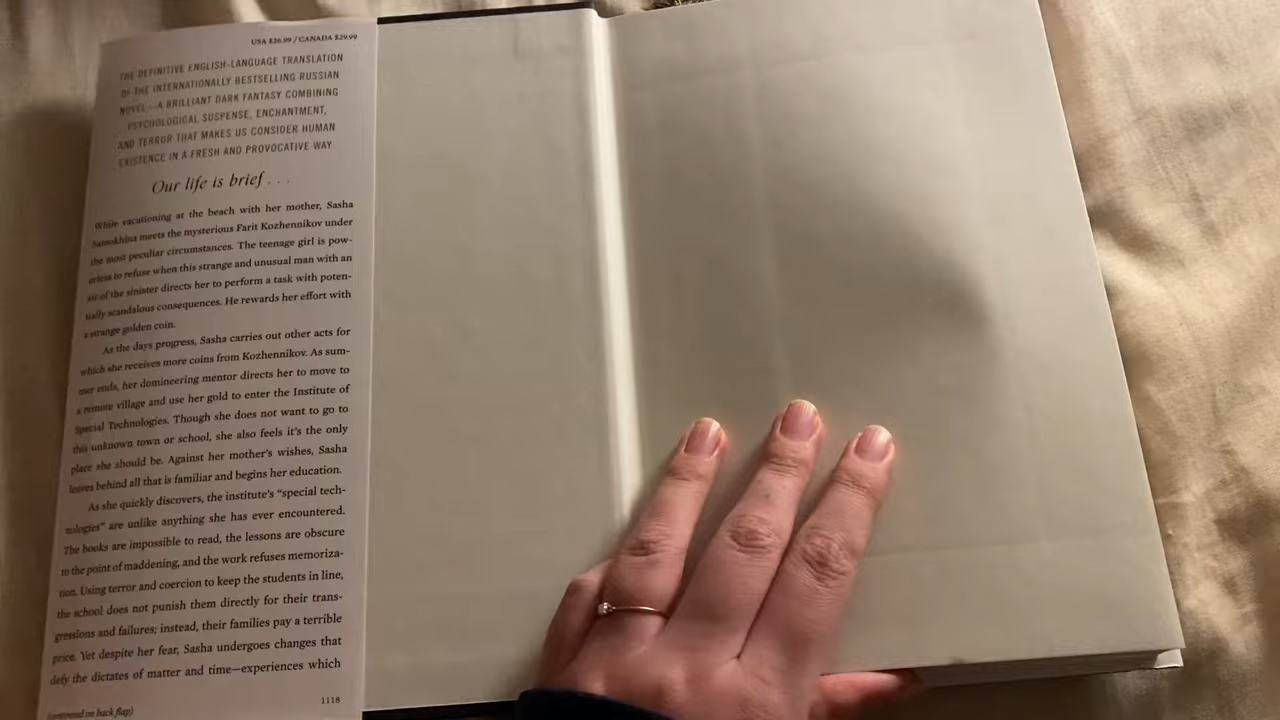 USA $26.99 / CANADA $29.99
THE DEFINITIVE ENGLISH-LANGUAGE TRANSLATION
OF THE INTERNATIONALLY BESTSELLING RUSSIAN
NOVEL—A BRILLIANT DARK FANTASY COMBINING
PSYCHOLOGICAL SUSPENSE, ENCHANTMENT,
AND TERROR THAT MAKES US CONSIDER HUMAN
EXISTENCE IN A FRESH AND PROVOCATIVE WAY
Our life is brief . . .
While vacationing at the beach with her mother, Sasha
Samokhina meets the mysterious Farit Kozhennikov under
the most peculiar circumstances. The teenage girl is pow-
erless to refuse when this strange and unusual man with an
air of the sinister directs her to perform a task with poten-
tially scandalous consequences. He rewards her effort with
a strange golden coin.
As the days progress, Sasha carries out other acts for
which she receives more coins from Kozhennikov. As sum-
mer ends, her domineering mentor directs her to move to
a remote village and use her gold to enter the Institute of
Special Technologies. Though she does not want to go to
this unknown town or school, she also feels it's the only
place she should be. Against her mother's wishes, Sasha
leaves behind all that is familiar and begins her education.
As she quickly discovers, the institute's "special tech-
nologies" are unlike anything she has ever encountered.
The books are impossible to read, the lessons are obscure
to the point of maddening, and the work refuses memoriza-
tion. Using terror and coercion to keep the students in line,
the school does not punish them directly for their trans-
gressions and failures; instead, their families pay a terrible
price. Yet despite her fear, Sasha undergoes changes that
defy the dictates of matter and time—experiences which
1118
(continued on back flap)